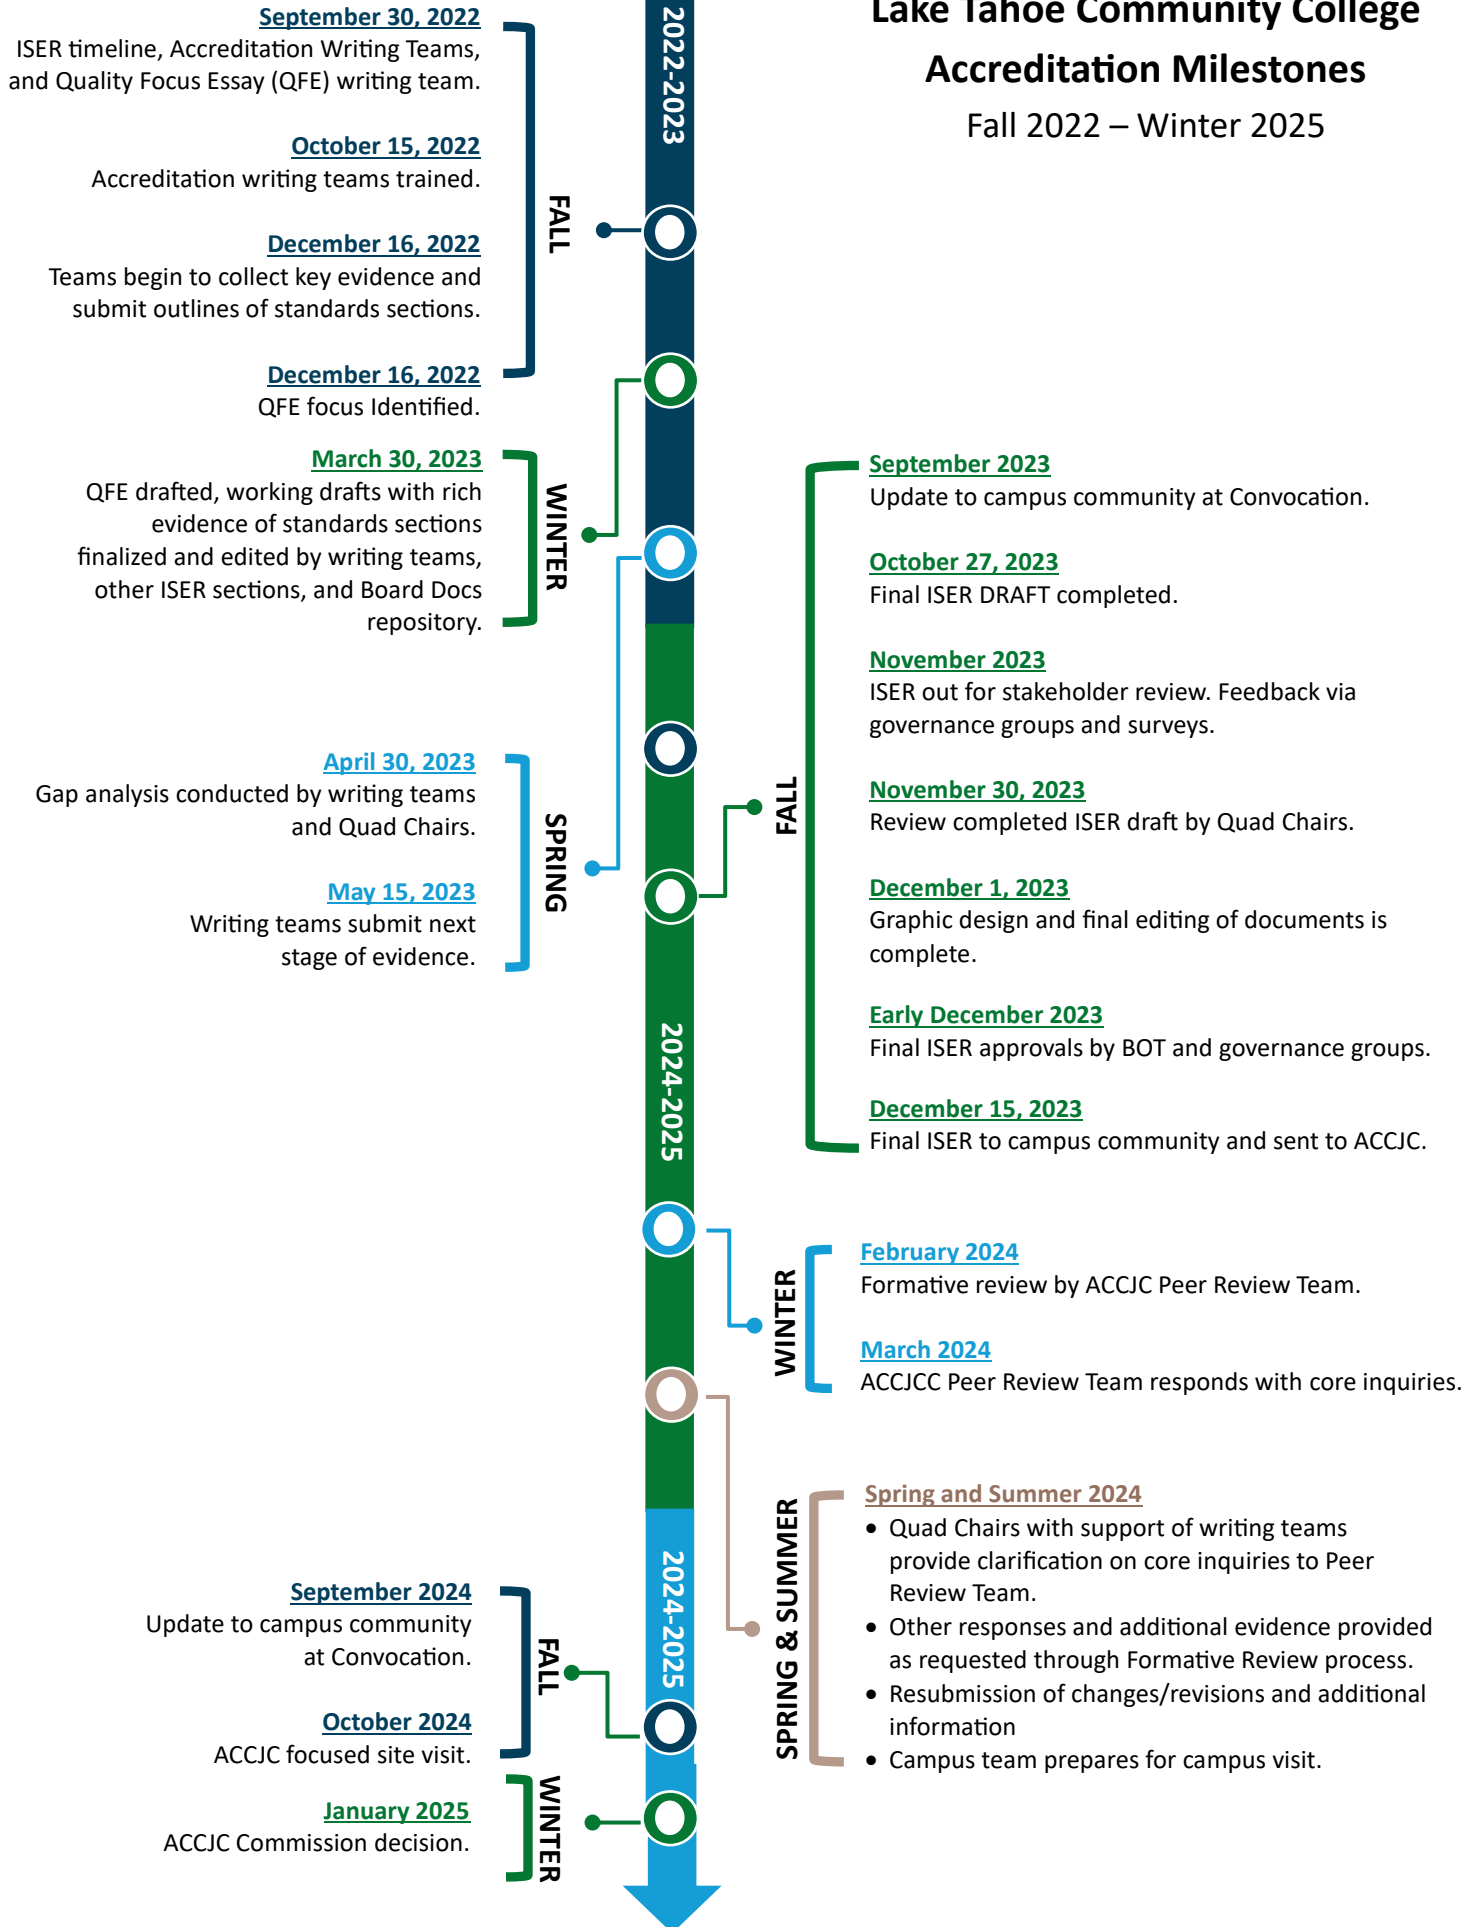 Lake Tahoe Community College
Accreditation Milestones
Fall 2022 – Winter 2025
2022-2023
September 30, 2022
ISER timeline, Accreditation Writing Teams,
and Quality Focus Essay (QFE) writing team.
October 15, 2022
Accreditation writing teams trained.
December 16, 2022
Teams begin to collect key evidence and
submit outlines of standards sections.
December 16, 2022
QFE focus Identified.
FALL
March 30, 2023
QFE drafted, working drafts with rich
evidence of standards sections
finalized and edited by writing teams,
other ISER sections, and Board Docs
repository.
WINTER
April 30, 2023
Gap analysis conducted by writing teams
and Quad Chairs.
May 15, 2023
Writing teams submit next
stage of evidence.
SPRING
2024-2025
FALL
September 2023
Update to campus community at Convocation.
October 27, 2023
Final ISER DRAFT completed.
November 2023
ISER out for stakeholder review. Feedback via
governance groups and surveys.
November 30, 2023
Review completed ISER draft by Quad Chairs.
December 1, 2023
Graphic design and final editing of documents is
complete.
Early December 2023
Final ISER approvals by BOT and governance groups.
December 15, 2023
Final ISER to campus community and sent to ACCJC.
WINTER
February 2024
Formative review by ACCJC Peer Review Team.
March 2024
ACCJCC Peer Review Team responds with core inquiries.
SPRING & SUMMER
Spring and Summer 2024
• Quad Chairs with support of writing teams
provide clarification on core inquiries to Peer
Review Team.
• Other responses and additional evidence provided
as requested through Formative Review process.
• Resubmission of changes/revisions and additional
information
• Campus team prepares for campus visit.
2024-2025
September 2024
Update to campus community
at Convocation.
October 2024
ACCJC focused site visit.
FALL
January 2025
ACCJC Commission decision.
WINTER